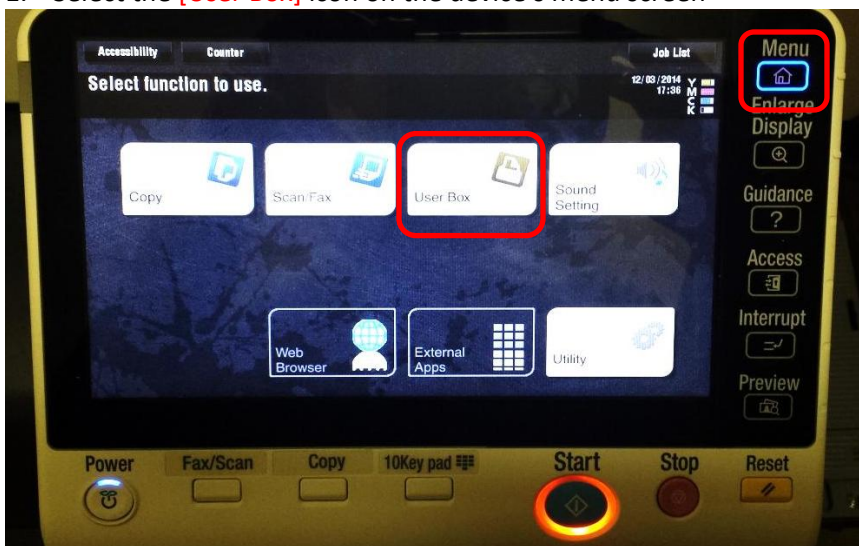 Accessibility Counter Job List Menu
Select function to use.
12/03/2014
17:36
Y
M
C
K
Enlarge
Display
Copy Scan/Fax User Box Sound
Setting
Guidance
?
Access
Interrupt
Web
Browser External
Apps Utility
Preview
Power Fax/Scan Copy 10Key pad Start Stop Reset